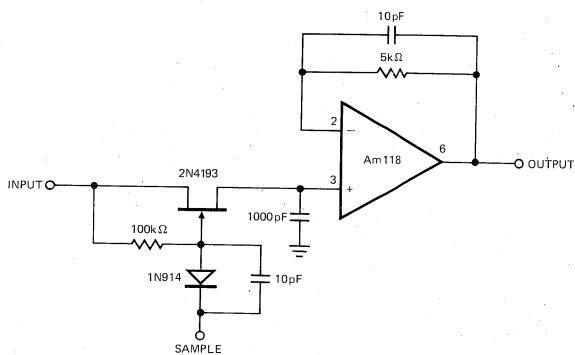 10pF
5kΩ
2
Am118
6
OUTPUT
3
2N4193
INPUT
1000pF
100kΩ
1N914
10pF
SAMPLE